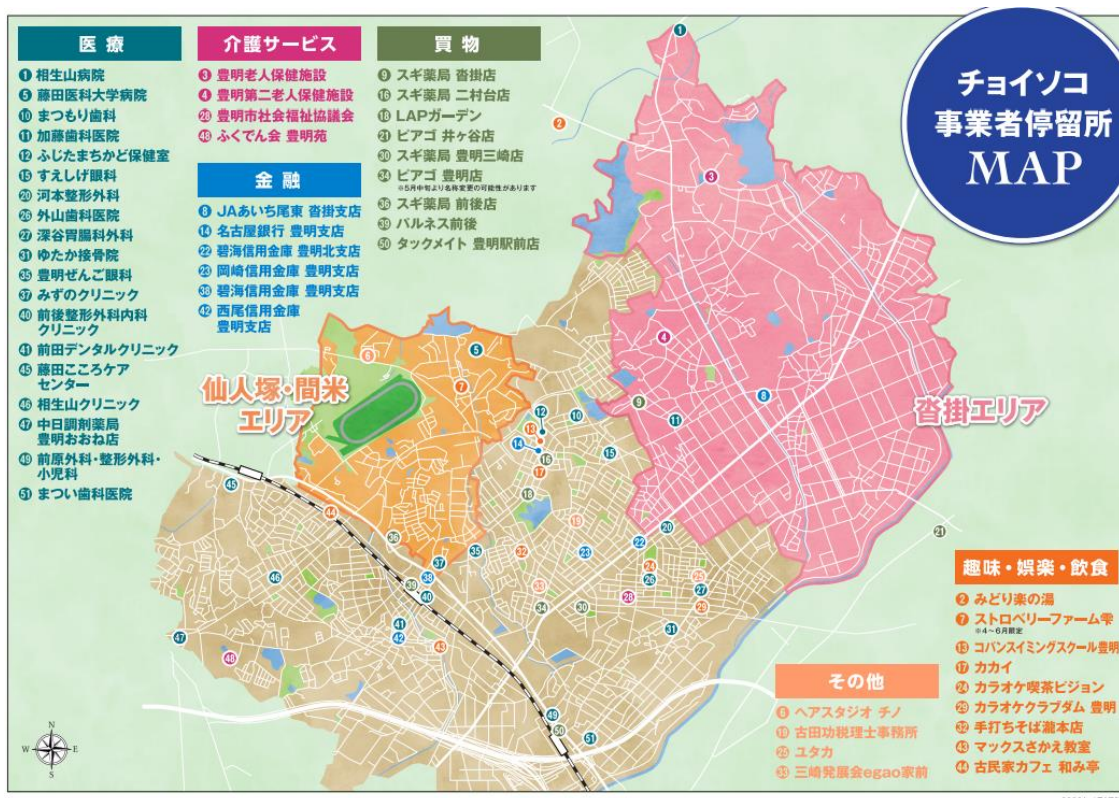 チョイソコ
事業者停留所
MAP
医療
❶ 相生山病院
❺ 藤田医科大学病院
❿ まつもり歯科
⓫ 加藤歯科医院
⓬ ふじたまちかど保健室
⓯ すえしげ眼科
⓴ 河本整形外科
㉖ 外山歯科医院
㉗ 深谷胃腸科外科
㉛ ゆたか接骨院
㉟ 豊明ぜんご眼科
㊲ みずのクリニック
㊵ 前後整形外科内科
クリニック
㊶ 前田デンタルクリニック
㊺ 藤田こころケア
センター
㊻ 相生山クリニック
㊼ 中日調剤薬局
豊明おおね店
㊾ 前原外科・整形外科・
小児科
51 まつい歯科医院
介護サービス
❸ 豊明老人保健施設
❹ 豊明第二老人保健施設
㉘ 豊明市社会福祉協議会
㊽ ふくでん会 豊明苑
金融
❽ JAあいち尾東 沓掛支店
⓮ 名古屋銀行 豊明支店
㉒ 碧海信用金庫 豊明北支店
㉓ 岡崎信用金庫 豊明支店
㊳ 碧海信用金庫 豊明支店
㊷ 西尾信用金庫
豊明支店
買物
❾ スギ薬局 沓掛店
⓰ スギ薬局 二村台店
⓲ LAPガーデン
㉑ ピアゴ 井ヶ谷店
㉚ スギ薬局 豊明三崎店
㉞ ピアゴ 豊明店
※5月中旬より名称変更の可能性があります
㊱ スギ薬局 前後店
㊴ パルネス前後
㊿ タックメイト 豊明駅前店
仙人塚・間米
エリア
沓掛エリア
趣味・娯楽・飲食
❷ みどり楽の湯
❼ ストロベリーファーム雫
※4～6月限定
⓭ コパンスイミングスクール豊明
⓱ カカイ
㉔ カラオケ喫茶ビジョン
㉙ カラオケクラブダム 豊明
㉜ 手打ちそば瀧本店
㊸ マックスさかえ教室
㊹ 古民家カフェ 和み亭
その他
❻ ヘアスタジオ チノ
⓳ 古田功税理士事務所
㉕ ユタカ
㉝ 三崎発展会egao家前
N
W
E
S